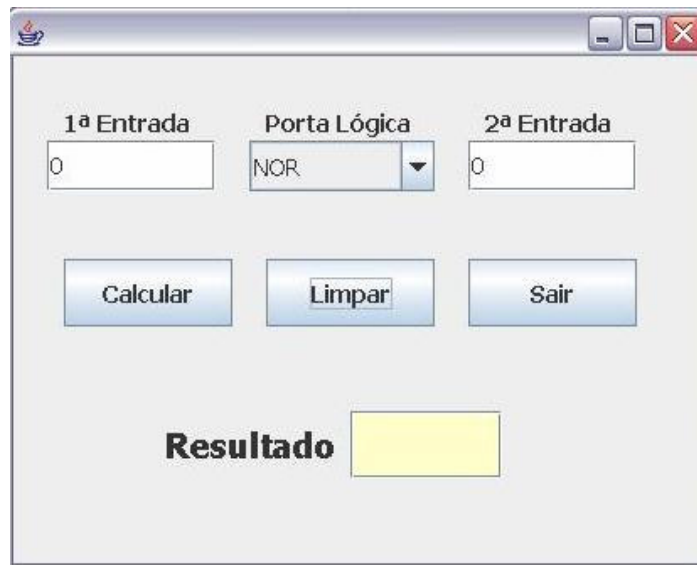 1ª Entrada Porta Lógica 2ª Entrada
0 NOR 0
Calcular Limpar Sair
Resultado